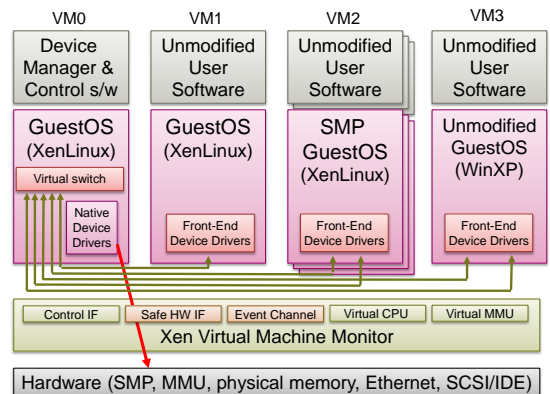 VM0
VM1
VM2
VM3
Device
Manager &
Control s/w
Unmodified
User
Software
Unmodified
User
Software
Unmodified
User
Software
GuestOS
(XenLinux)
Virtual switch
Native
Device
Drivers
GuestOS
(XenLinux)
Front-End
Device Drivers
SMP
GuestOS
(XenLinux)
Front-End
Device Drivers
Unmodified
GuestOS
(WinXP)
Front-End
Device Drivers
Control IF
Safe HW IF
Event Channel
Virtual CPU
Virtual MMU
Xen Virtual Machine Monitor
Hardware (SMP, MMU, physical memory, Ethernet, SCSI/IDE)